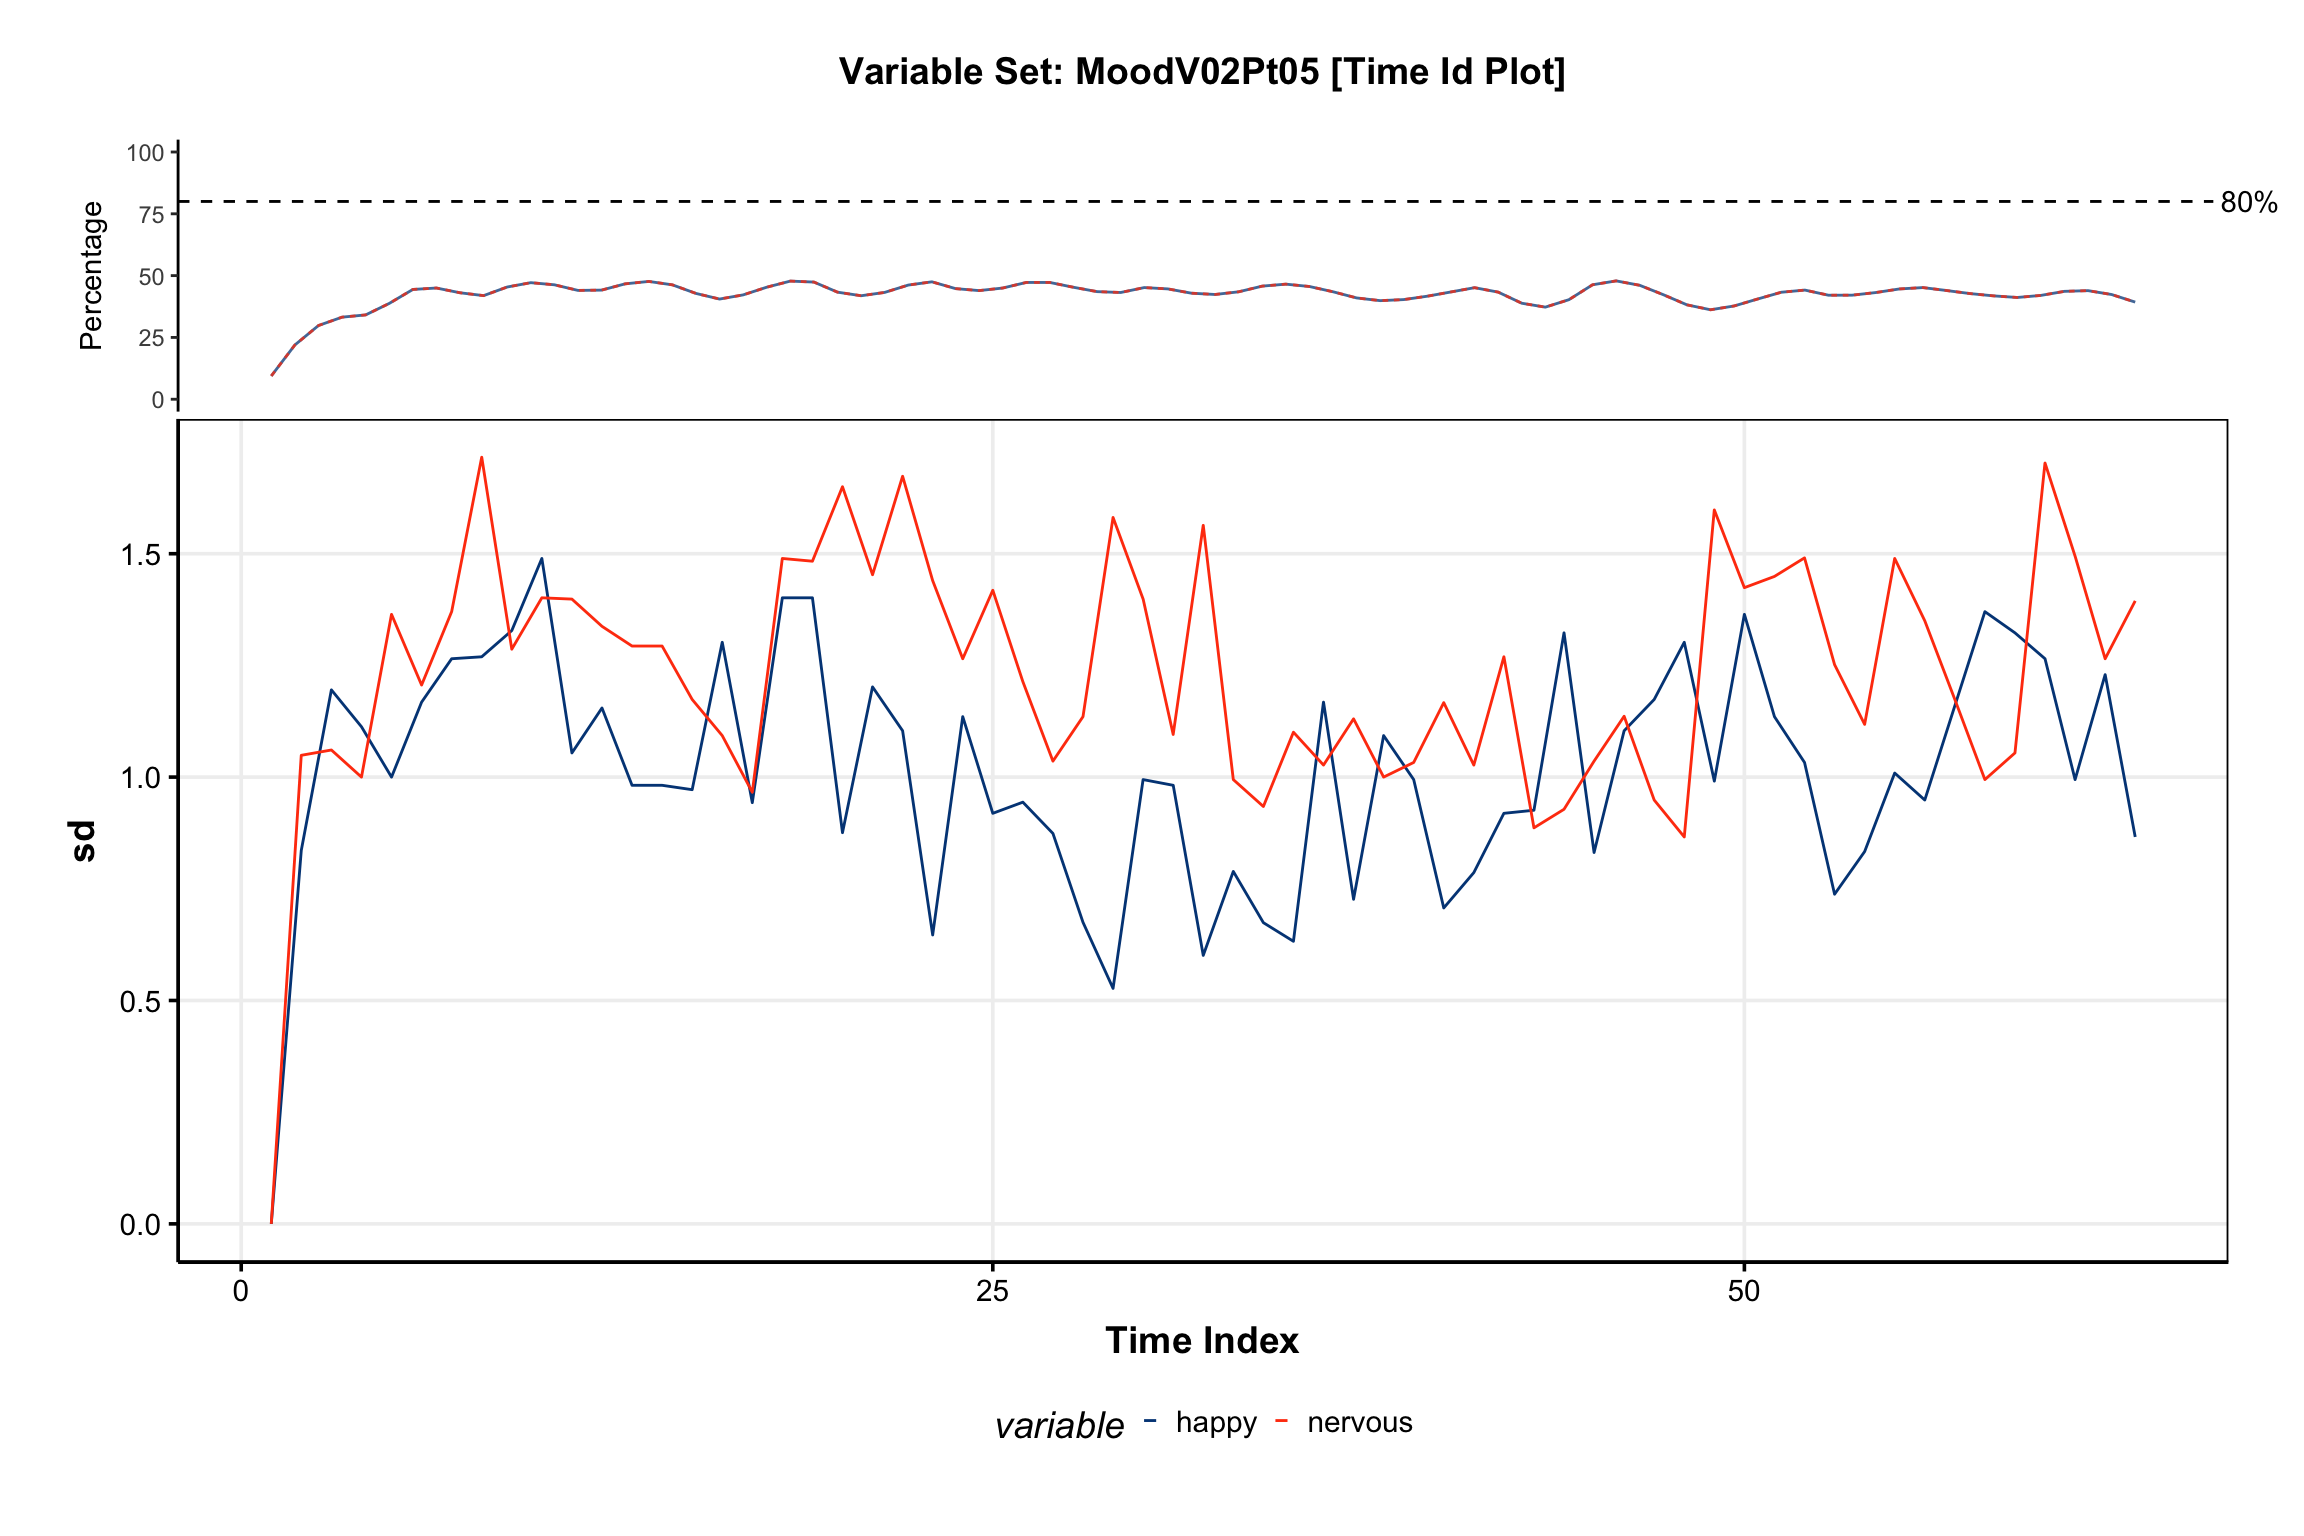 Variable Set: MoodV02Pt05 [Time Id Plot]
Percentage
100
75
50
25
0
80%
sd
1.5
1.0
0.5
0.0
0 25 50
Time Index
variable happy nervous